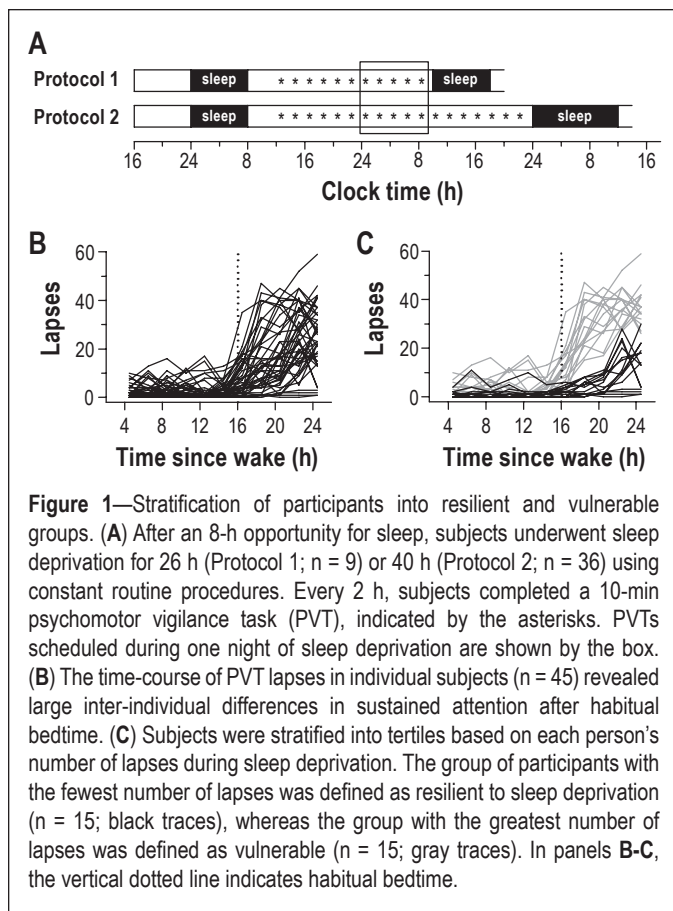 A
Protocol 1 sleep * * * * * * * * * * * sleep
Protocol 2 sleep * * * * * * * * * * * * * * * * * * sleep
16 24 8 16 24 8 16 24 8 16
Clock time (h)
B
60
40
20
0
Lapses
4 8 12 16 20 24
Time since wake (h)
C
60
40
20
0
Lapses
4 8 12 16 20 24
Time since wake (h)
Figure 1—Stratification of participants into resilient and vulnerable
groups. (A) After an 8-h opportunity for sleep, subjects underwent sleep
deprivation for 26 h (Protocol 1; n = 9) or 40 h (Protocol 2; n = 36) using
constant routine procedures. Every 2 h, subjects completed a 10-min
psychomotor vigilance task (PVT), indicated by the asterisks. PVTs
scheduled during one night of sleep deprivation are shown by the box.
(B) The time-course of PVT lapses in individual subjects (n = 45) revealed
large inter-individual differences in sustained attention after habitual
bedtime. (C) Subjects were stratified into tertiles based on each person's
number of lapses during sleep deprivation. The group of participants with
the fewest number of lapses was defined as resilient to sleep deprivation
(n = 15; black traces), whereas the group with the greatest number of
lapses was defined as vulnerable (n = 15; gray traces). In panels B-C,
the vertical dotted line indicates habitual bedtime.